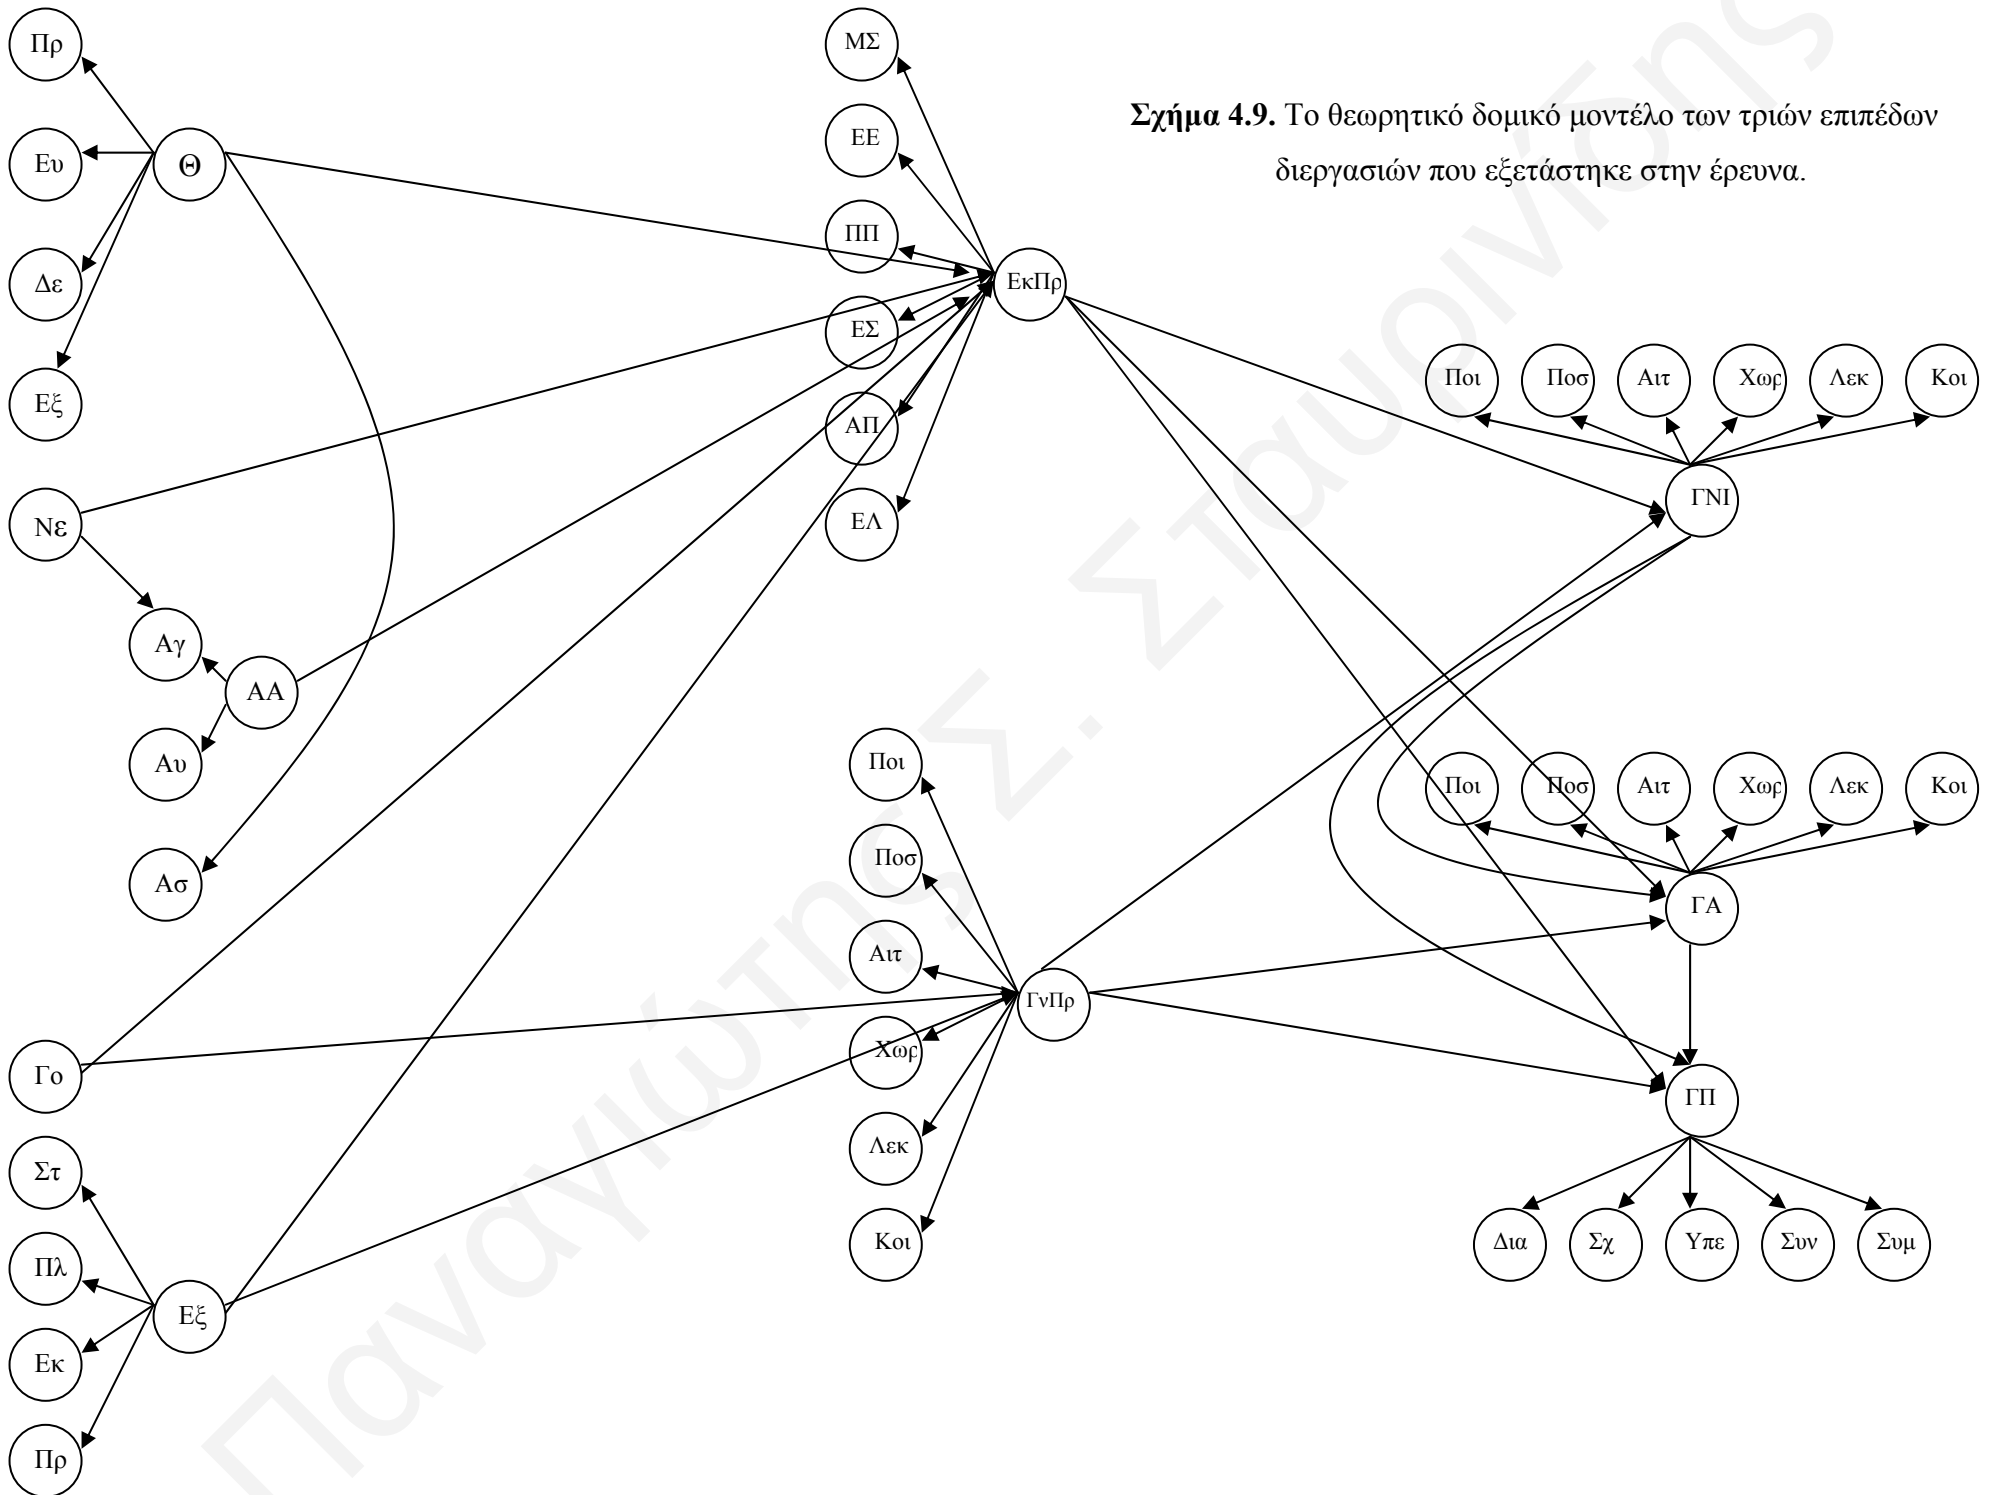 Σχήμα 4.9. Το θεωρητικό δομικό μοντέλο των τριών επιπέδων
διεργασιών που εξετάστηκε στην έρευνα.
Πρ
Ευ
Θ
Δε
Εξ
Νε
Αγ
ΑΑ
Αυ
Ασ
Γο
Στ
Πλ
Εξ
Εκ
Πρ
ΜΣ
ΕΕ
ΠΠ
ΕκΠρ
ΕΣ
ΑΠ
ΕΛ
Ποι
Ποσ
Αιτ
ΓνΠρ
Χωρ
Λεκ
Κοι
Ποι Ποσ Αιτ Χωρ Λεκ Κοι
ΓΝΙ
Ποι Ποσ Αιτ Χωρ Λεκ Κοι
ΓΑ
ΓΠ
Δια Σχ Υπε Συν Συμ
Παναγιώτης Σ. Σταυρινίδης